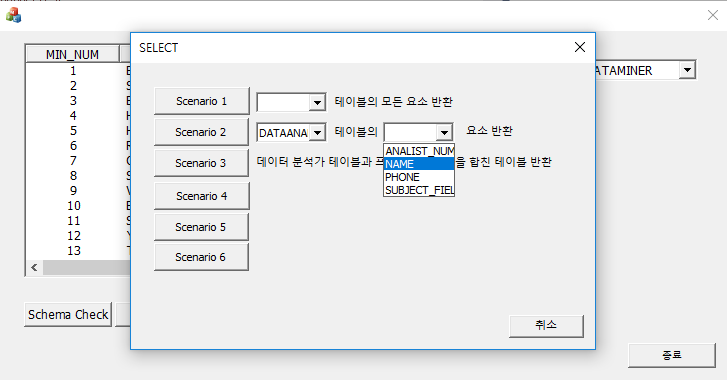 SELECT
MIN_NUM
ATAMINER
1
2
3
4
5
6
7
8
9
10
11
12
13
Scenario 1
테이블의 모든 요소 반환
Scenario 2
DATAANA
테이블의
요소 반환
ANALIST_NUM
NAME
PHONE
SUBJECT_FIEL
Scenario 3
데이터 분석가 테이블과
을 합친 테이블 반환
Scenario 4
Scenario 5
Scenario 6
취소
Schema Check
종료